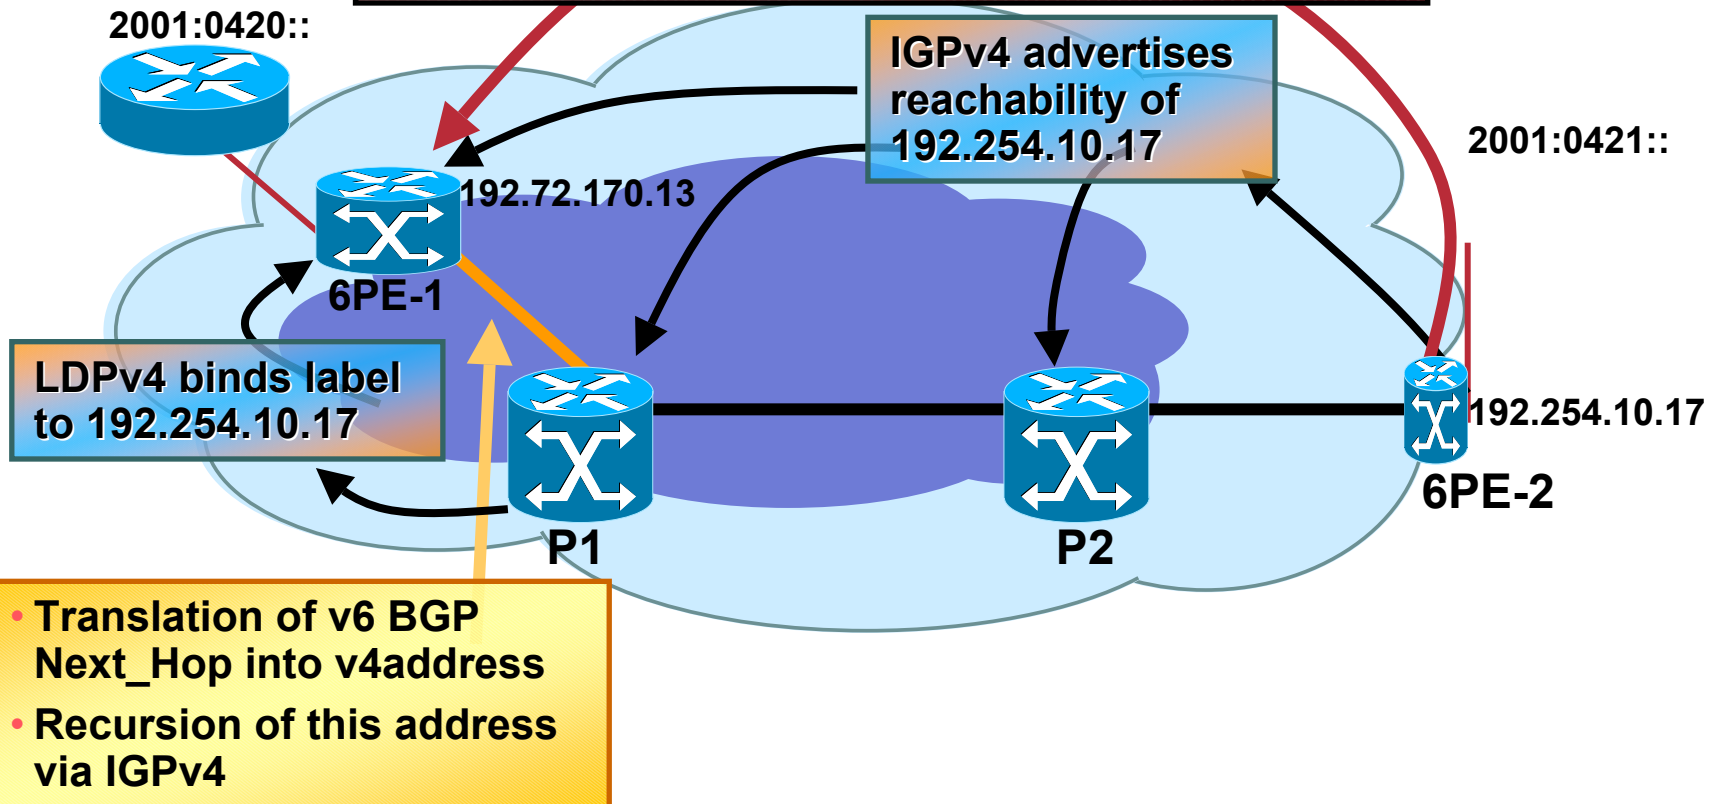 2001:0420::
IGPv4 advertises
reachability of
192.254.10.17
2001:0421::
192.72.170.13
6PE-1
LDPv4 binds label
to 192.254.10.17
192.254.10.17
6PE-2
P1
P2
• Translation of v6 BGP
Next_Hop into v4address
• Recursion of this address
via IGPv4